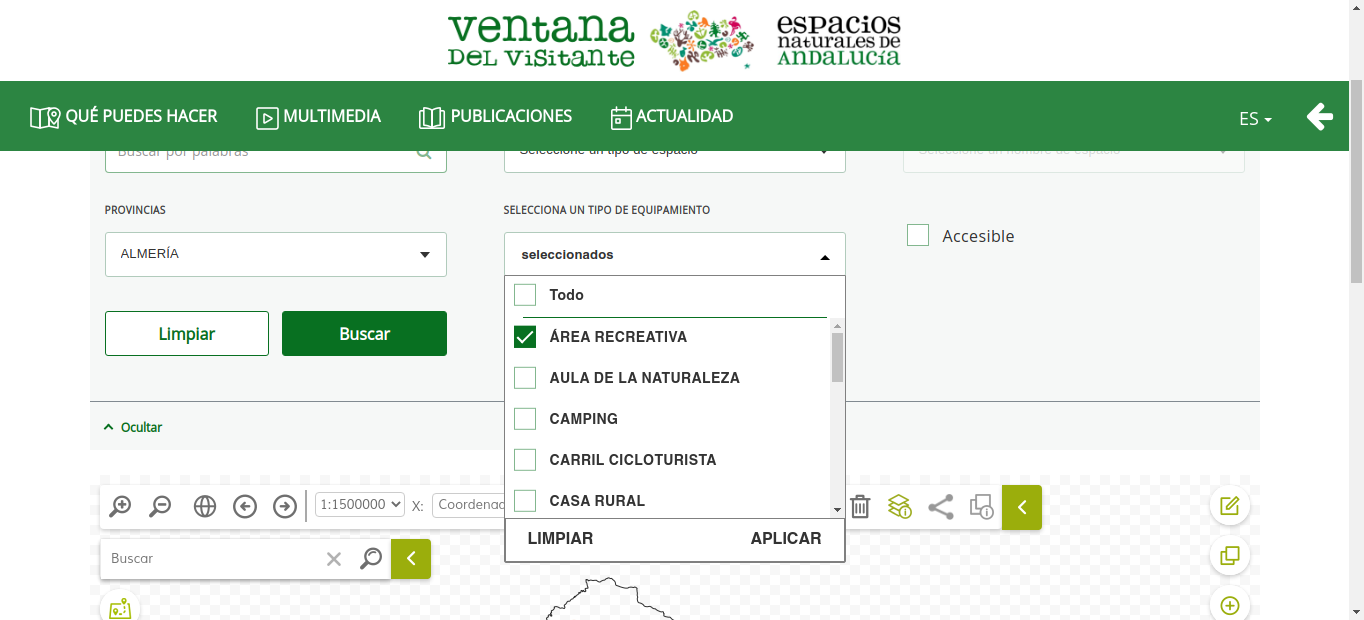 ventana
DEL VISITANTE
espacios
naturales DE
ANDALUCÍA
QUÉ PUEDES HACER
MULTIMEDIA
PUBLICACIONES
ACTUALIDAD
ES
Buscar por palabras
Seleccione un tipo de espacio
Seleccione un nombre de espacio
PROVINCIAS
SELECCIONA UN TIPO DE EQUIPAMIENTO
ALMERÍA
seleccionados
Accesible
Todo
Limpiar
Buscar
ÁREA RECREATIVA
AULA DE LA NATURALEZA
CAMPING
CARRIL CICLOTURISTA
CASA RURAL
Ocultar
1:1500000
X:
Coordenad
LIMPIAR
APLICAR
Buscar